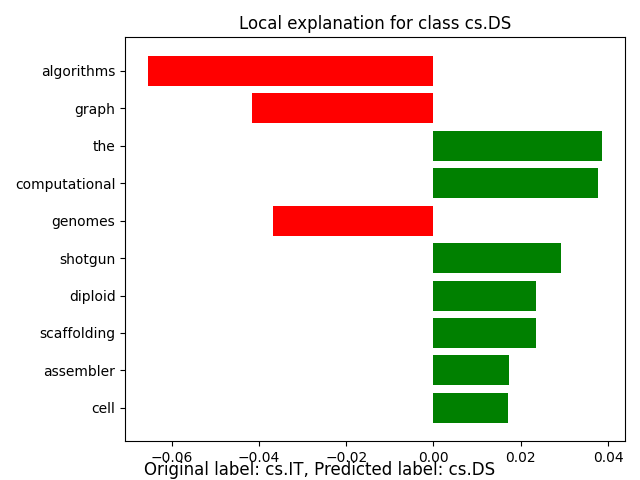 Local explanation for class cs.DS
algorithms
graph
the
computational
genomes
shotgun
diploid
scaffolding
assembler
cell
−0.06 −0.04 −0.02 0.00 0.02 0.04
Original label: cs.IT, Predicted label: cs.DS